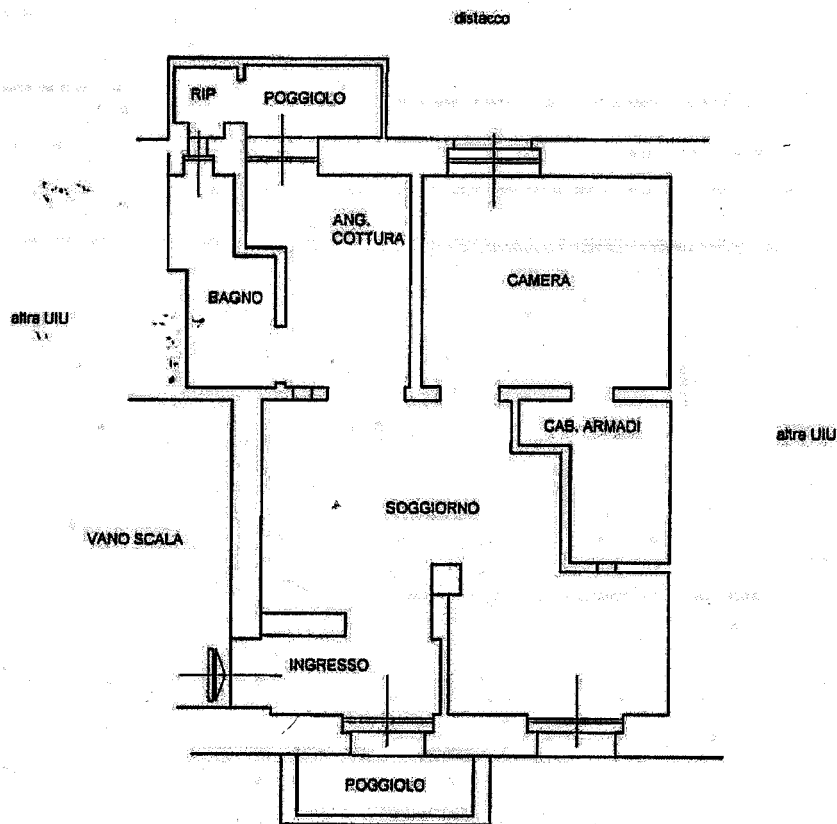 distacco
RIP
POGGIOLO
ANG.
COTTURA
CAMERA
BAGNO
altra UIU
CAB. ARMADI
altra UIU
SOGGIORNO
VANO SCALA
INGRESSO
POGGIOLO